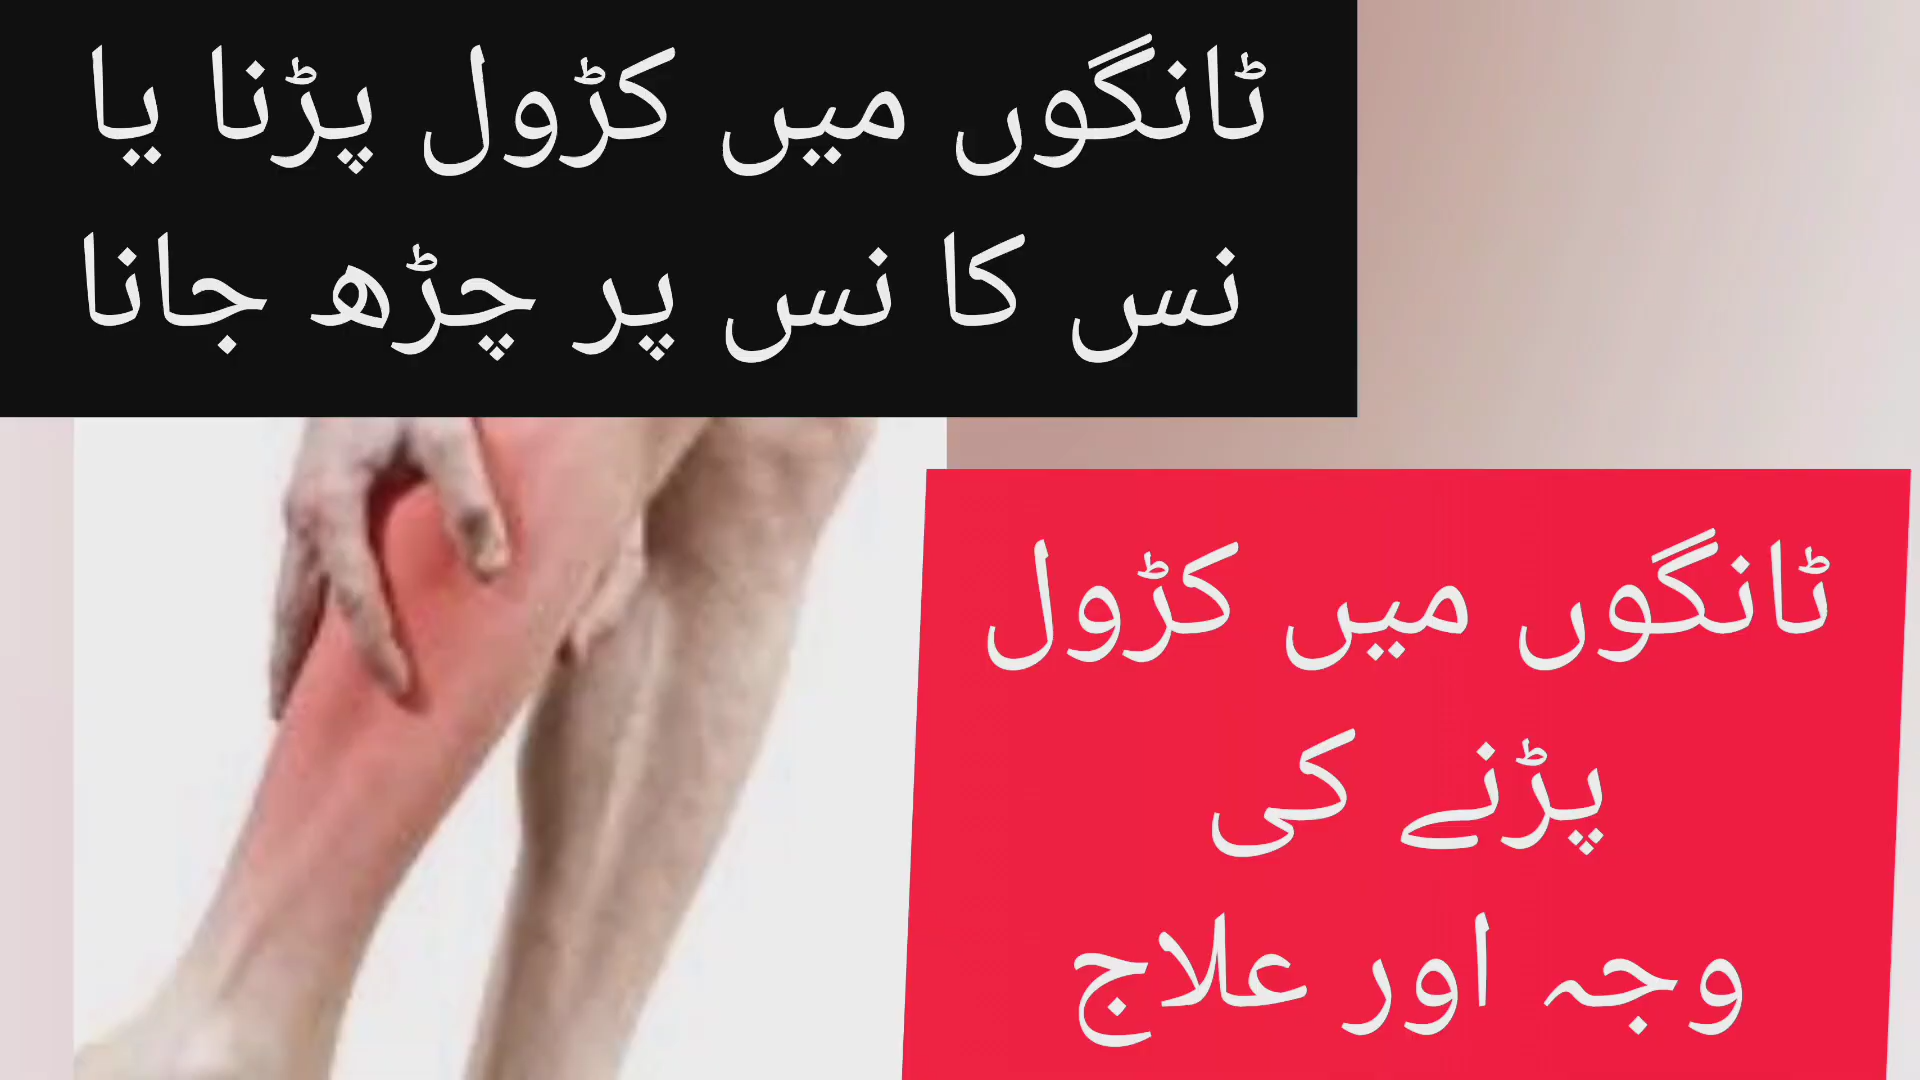 ٹانگوں میں کڑول پڑنا یا
نس کا نس پر چڑھ جانا
ٹانگوں میں کڑول
پڑنے کی
وجہ اور علاج